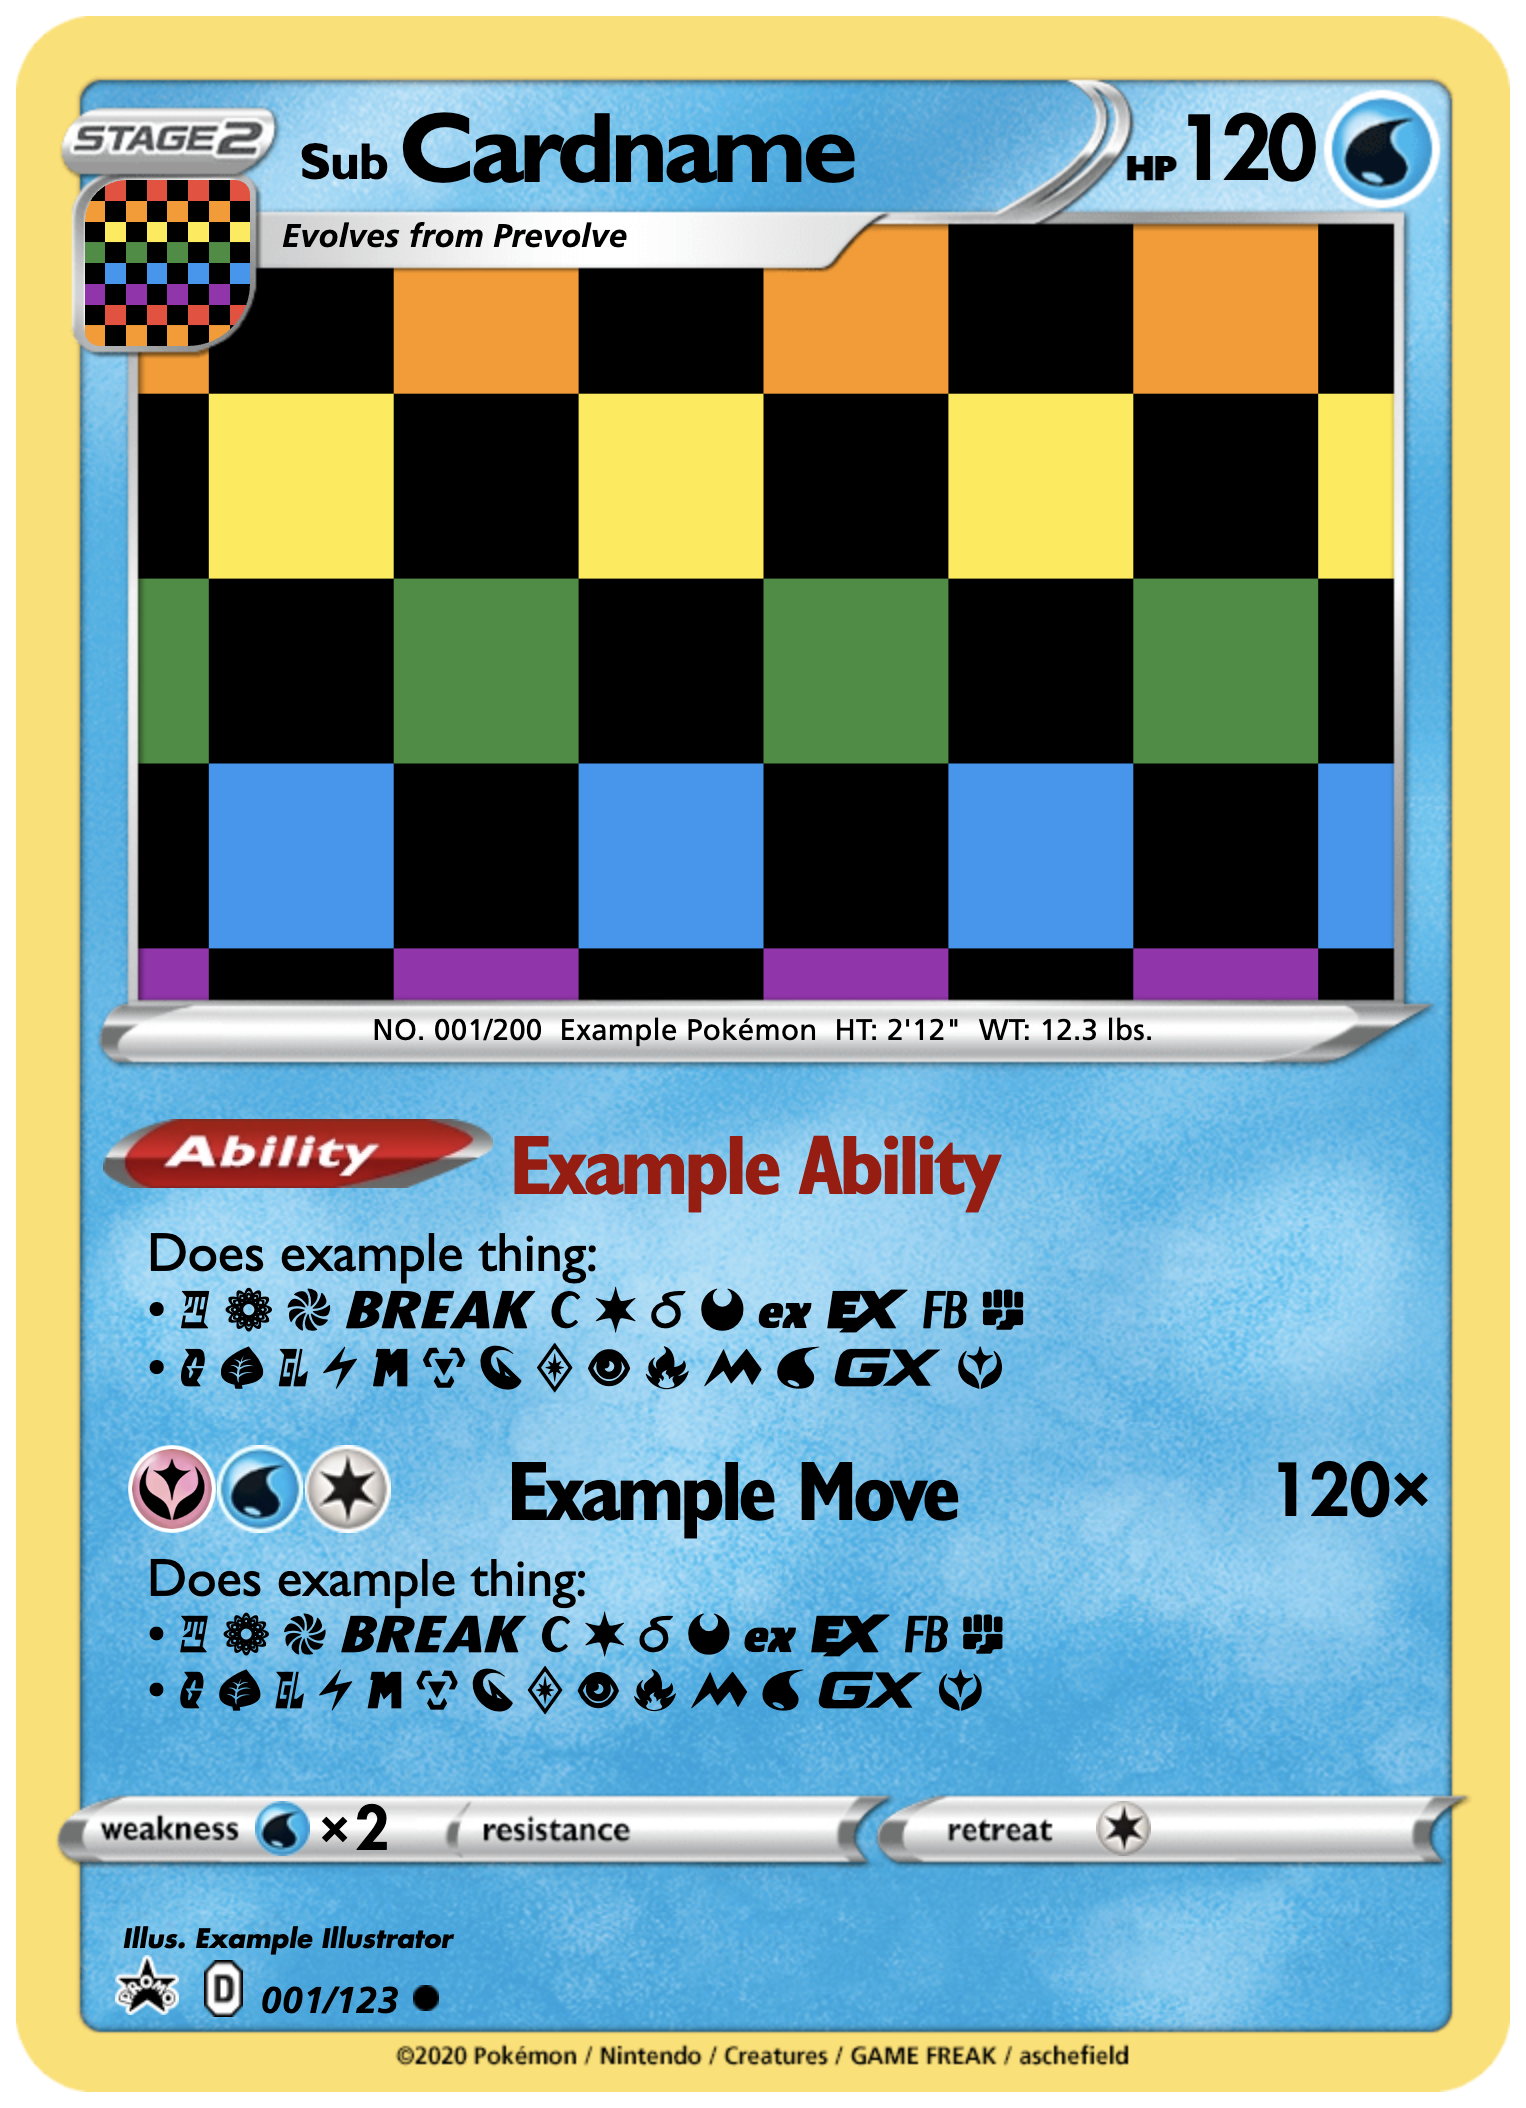 STAGE2
Sub Cardname
HP 120
Evolves from Prevolve
NO. 001/200 Example Pokémon HT: 2'12" WT: 12.3 lbs.
Ability Example Ability
Does example thing:
• BREAK C δ ex EX FB
• G GL M GX
Example Move 120×
Does example thing:
• BREAK C δ ex EX FB
• G GL M GX
weakness ×2 resistance retreat
Illus. Example Illustrator
PROMO D 001/123 ●
©2020 Pokémon / Nintendo / Creatures / GAME FREAK / aschefield